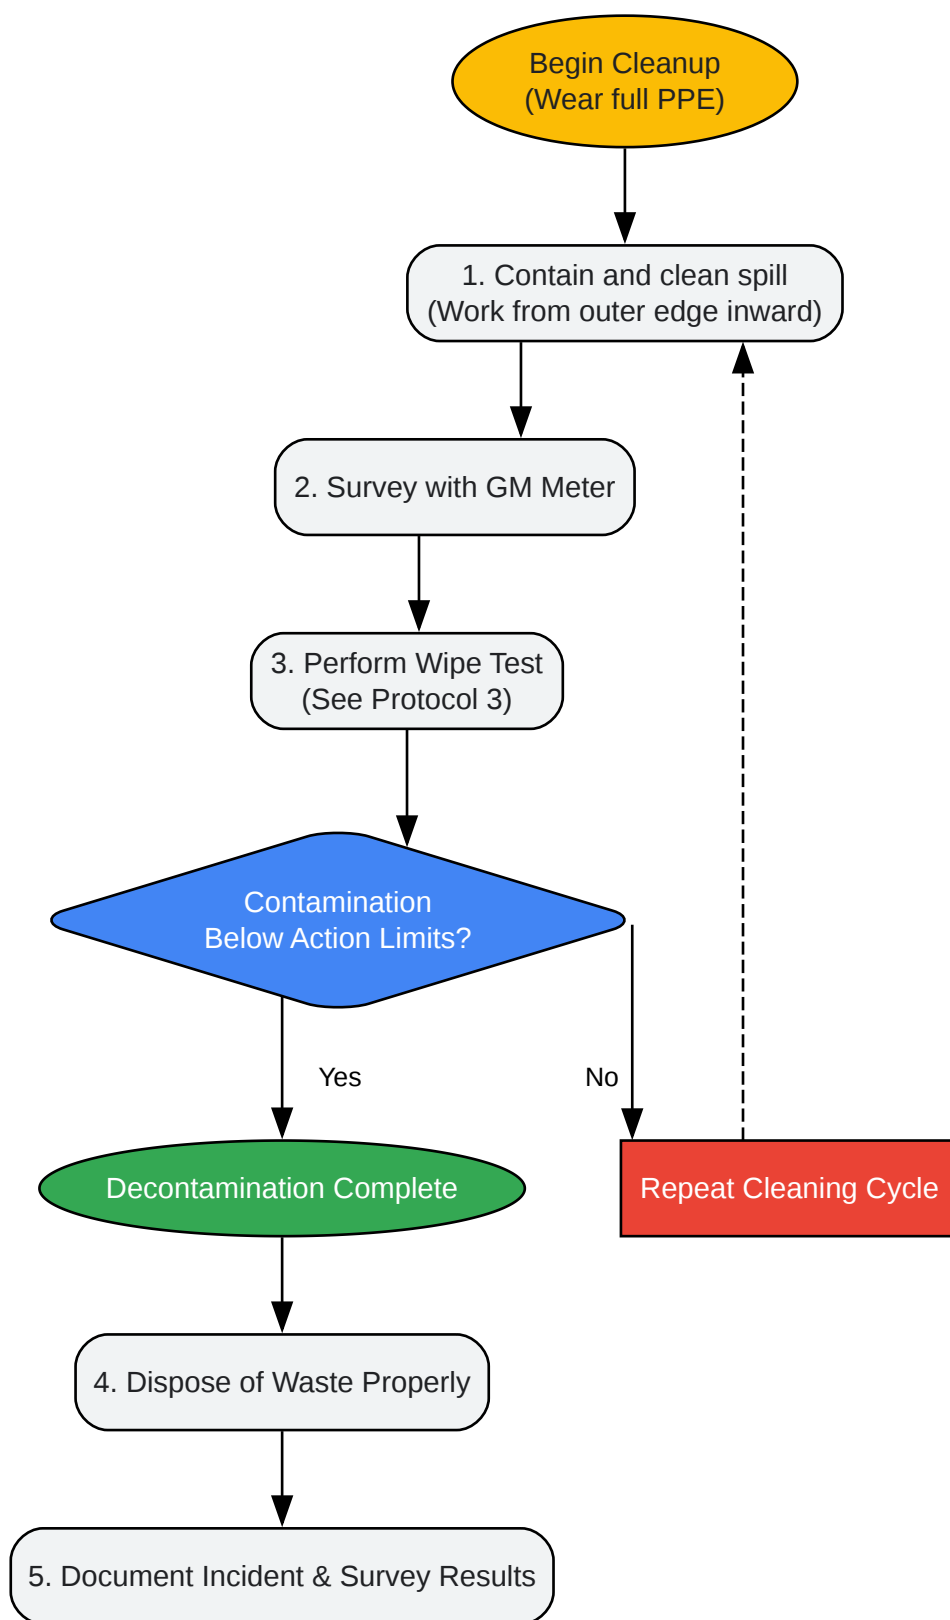 Begin Cleanup
(Wear full PPE)
1. Contain and clean spill
(Work from outer edge inward)
2. Survey with GM Meter
3. Perform Wipe Test
(See Protocol 3)
Contamination
Below Action Limits?
Yes
No
Decontamination Complete
Repeat Cleaning Cycle
4. Dispose of Waste Properly
5. Document Incident & Survey Results